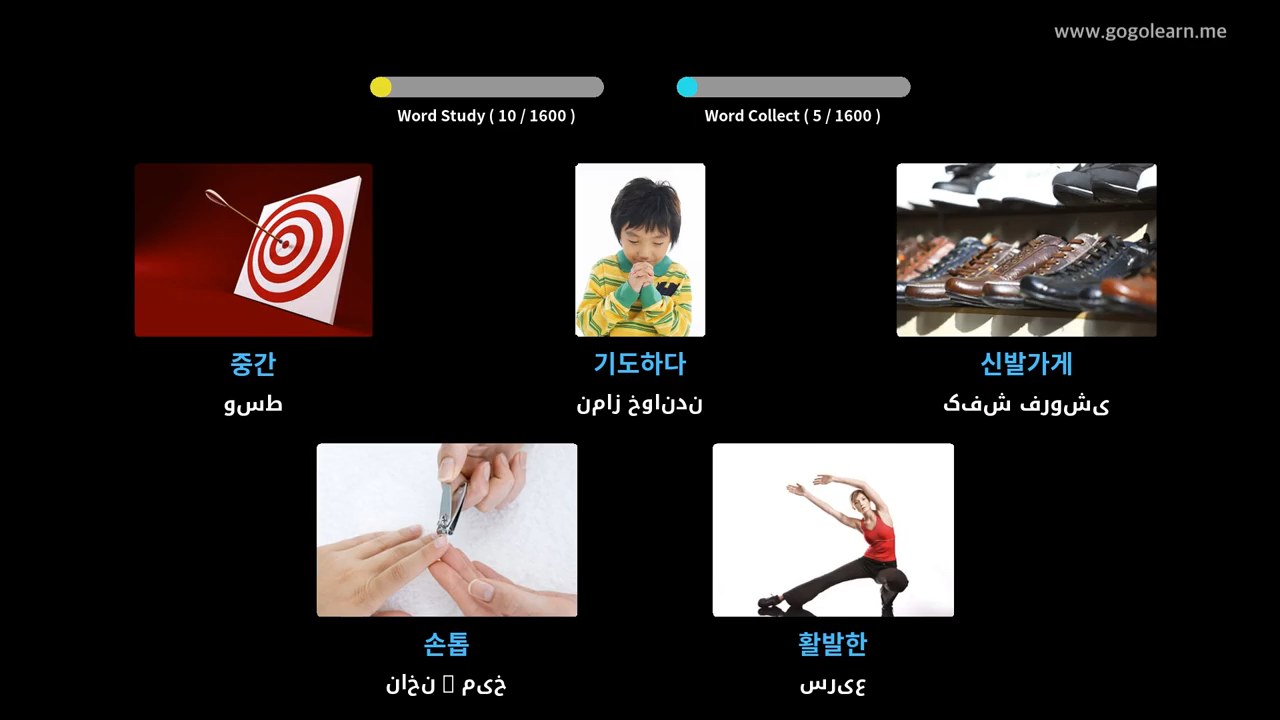 www.gogolearn.me
Word Study ( 10 / 1600 )
Word Collect ( 5 / 1600 )
중간
وسط
기도하다
نماز خواندن
신발가게
کفش فروشی
손톱
ناخن ▯ میخ
활발한
سریع